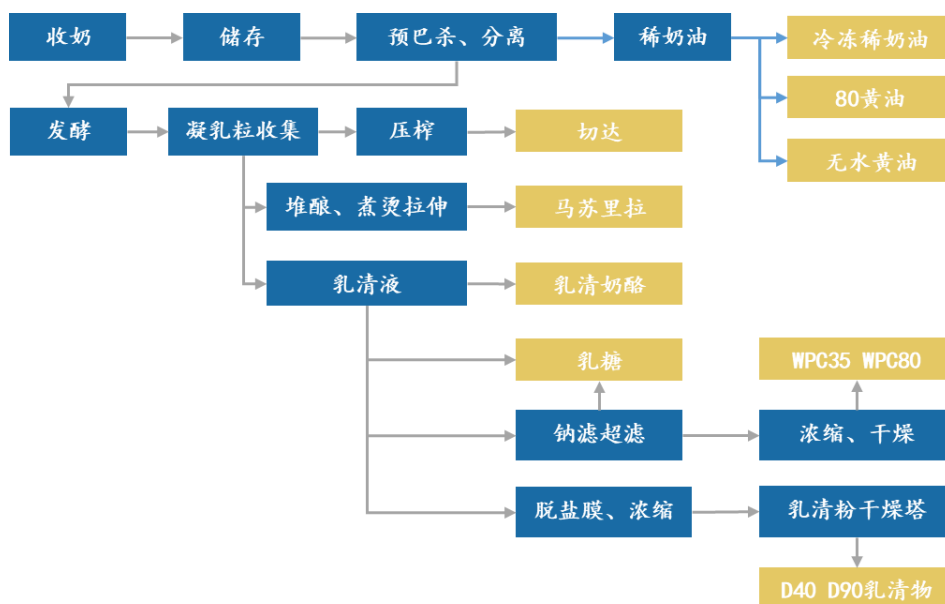 收奶
储存
预巴杀、分离
稀奶油
冷冻稀奶油
80黄油
发酵
凝乳粒收集
压榨
切达
无水黄油
堆酿、煮烫拉伸
马苏里拉
乳清液
乳清奶酪
乳糖
WPC35 WPC80
钠滤超滤
浓缩、干燥
脱盐膜、浓缩
乳清粉干燥塔
D40 D90乳清物